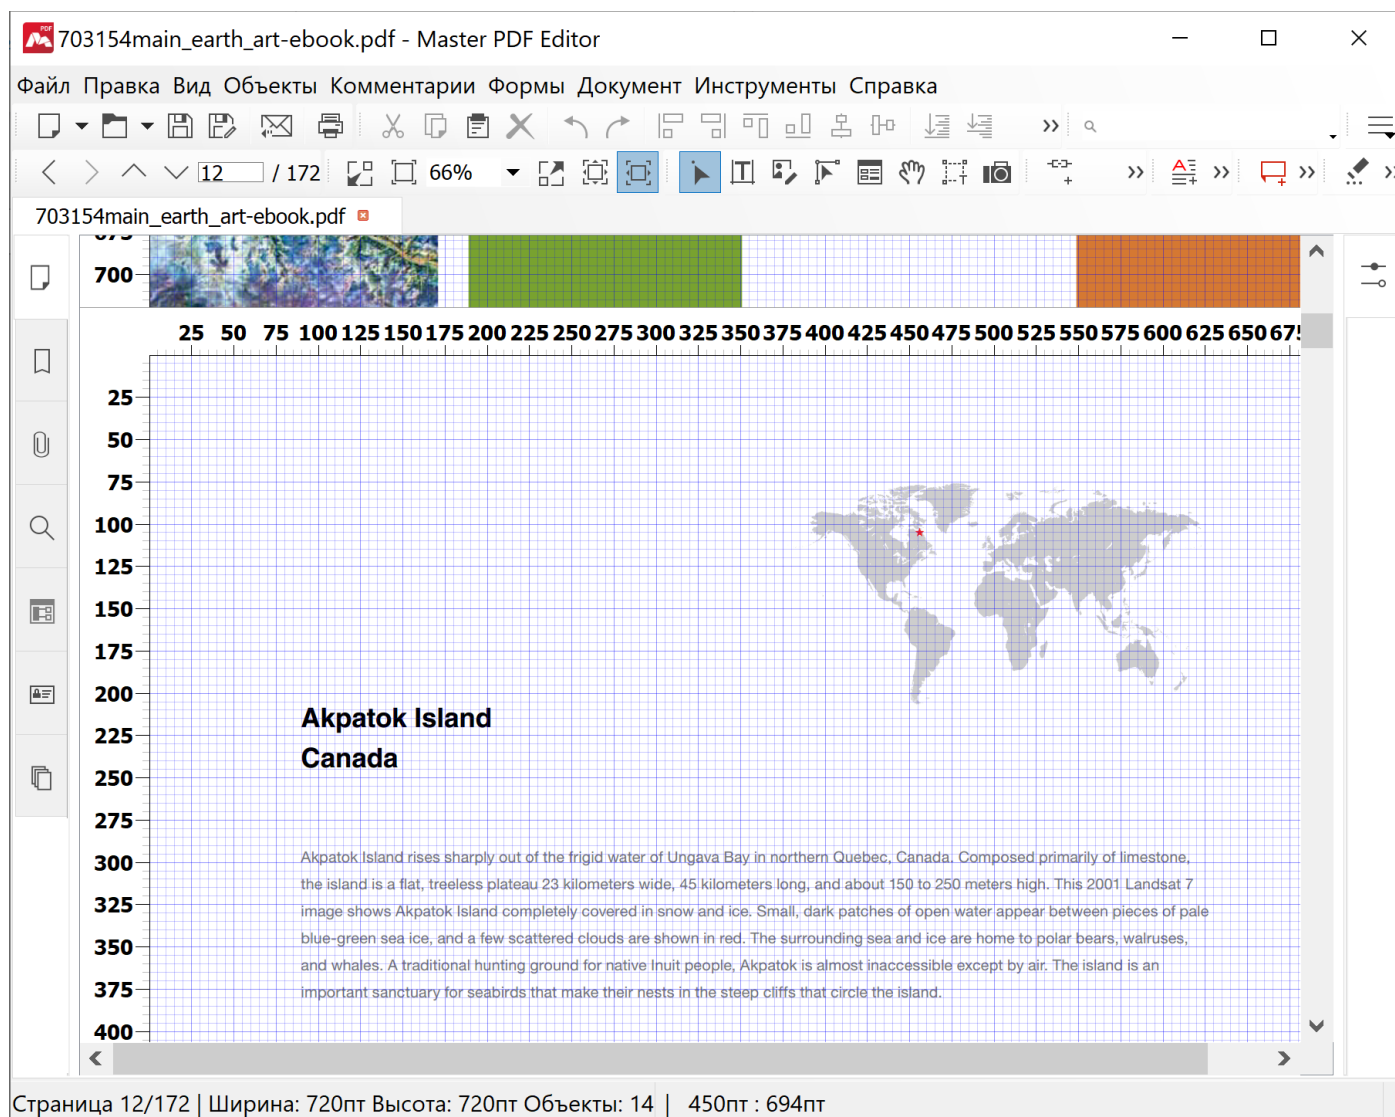 703154main_earth_art-ebook.pdf - Master PDF Editor
Файл Правка Вид Объекты Комментарии Формы Документ Инструменты Справка
12 / 172 66%
703154main_earth_art-ebook.pdf
675
700
25 50 75 100 125 150 175 200 225 250 275 300 325 350 375 400 425 450 475 500 525 550 575 600 625 650 675
25
50
75
100
125
150
175
200
Akpatok Island
225
Canada
250
275
300
Akpatok Island rises sharply out of the frigid water of Ungava Bay in northern Quebec, Canada. Composed primarily of limestone,
the island is a flat, treeless plateau 23 kilometers wide, 45 kilometers long, and about 150 to 250 meters high. This 2001 Landsat 7
325
image shows Akpatok Island completely covered in snow and ice. Small, dark patches of open water appear between pieces of pale
blue-green sea ice, and a few scattered clouds are shown in red. The surrounding sea and ice are home to polar bears, walruses,
350
and whales. A traditional hunting ground for native Inuit people, Akpatok is almost inaccessible except by air. The island is an
375
important sanctuary for seabirds that make their nests in the steep cliffs that circle the island.
400
Страница 12/172 | Ширина: 720пт Высота: 720пт Объекты: 14 | 450пт : 694пт